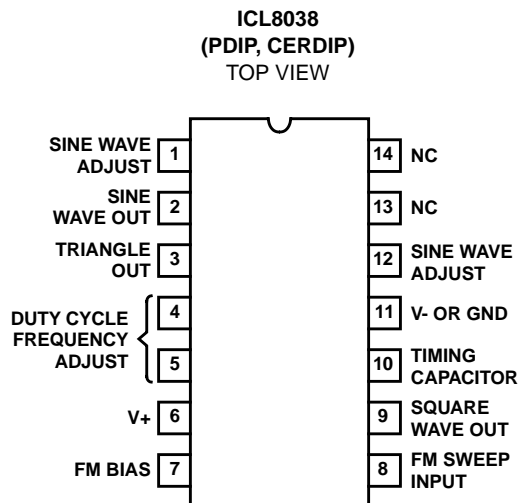 ICL8038
(PDIP, CERDIP)
TOP VIEW
SINE WAVE
ADJUST
1
14
NC
SINE
WAVE OUT
2
13
NC
TRIANGLE
OUT
3
12
SINE WAVE
ADJUST
DUTY CYCLE
FREQUENCY
ADJUST
4
11
V- OR GND
5
10
TIMING
CAPACITOR
V+
6
9
SQUARE
WAVE OUT
FM BIAS
7
8
FM SWEEP
INPUT